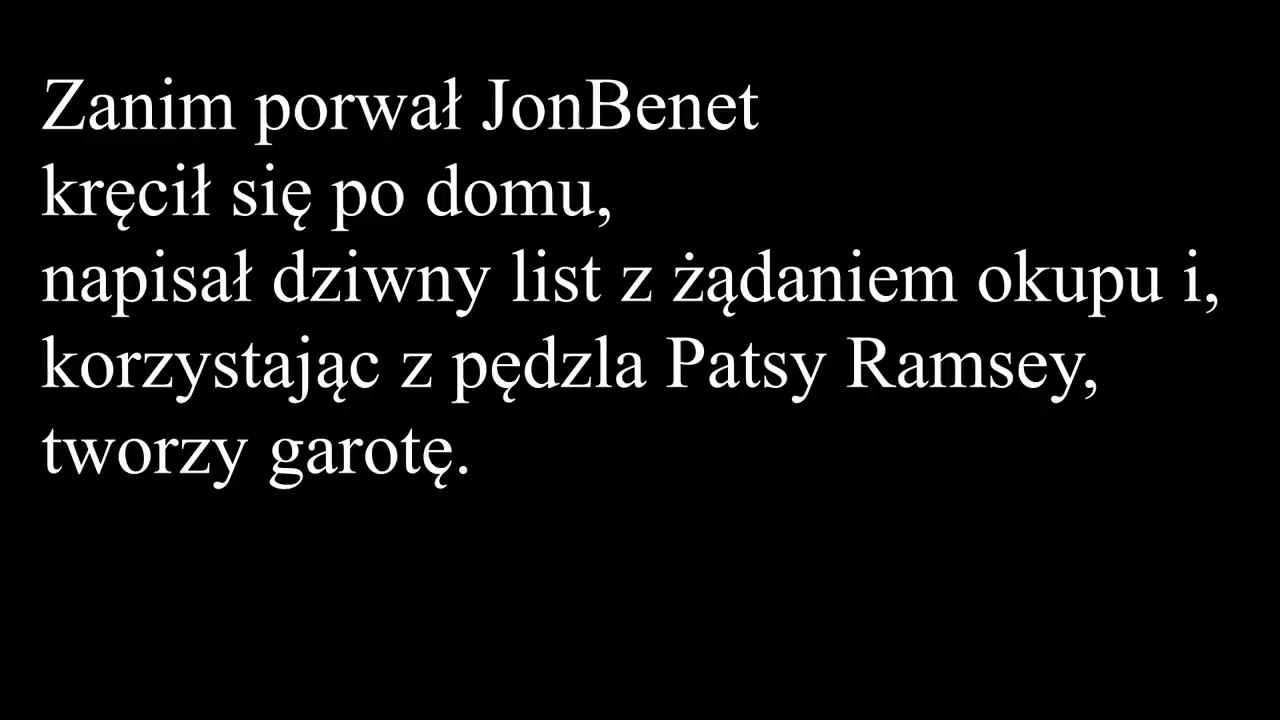 Zanim porwał JonBenet
kręcił się po domu,
napisał dziwny list z żądaniem okupu i,
korzystając z pędzla Patsy Ramsey,
tworzy garotę.